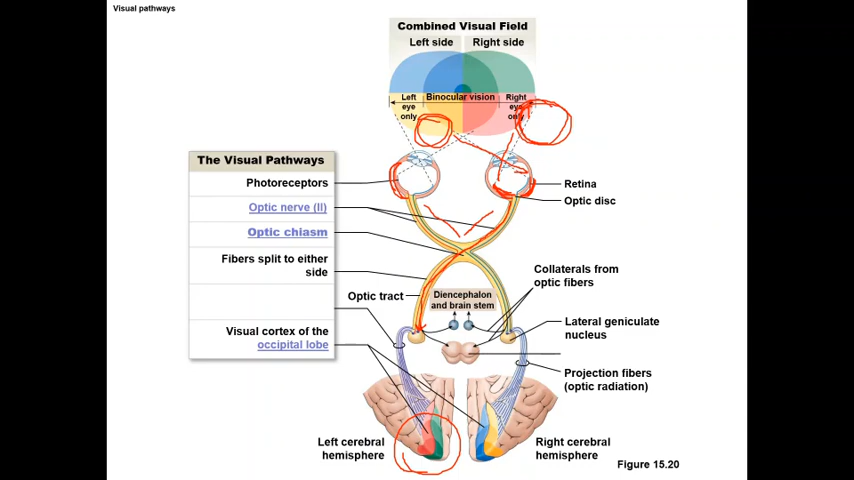 Visual pathways
Combined Visual Field
Left side
Right side
Left
eye
only
Binocular vision
Right
eye
only
The Visual Pathways
Photoreceptors
Optic nerve (II)
Optic chiasm
Fibers split to either
side
Visual cortex of the
occipital lobe
Retina
Optic disc
Optic tract
Diencephalon
and brain stem
Collaterals from
optic fibers
Lateral geniculate
nucleus
Projection fibers
(optic radiation)
Left cerebral
hemisphere
Right cerebral
hemisphere
Figure 15.20